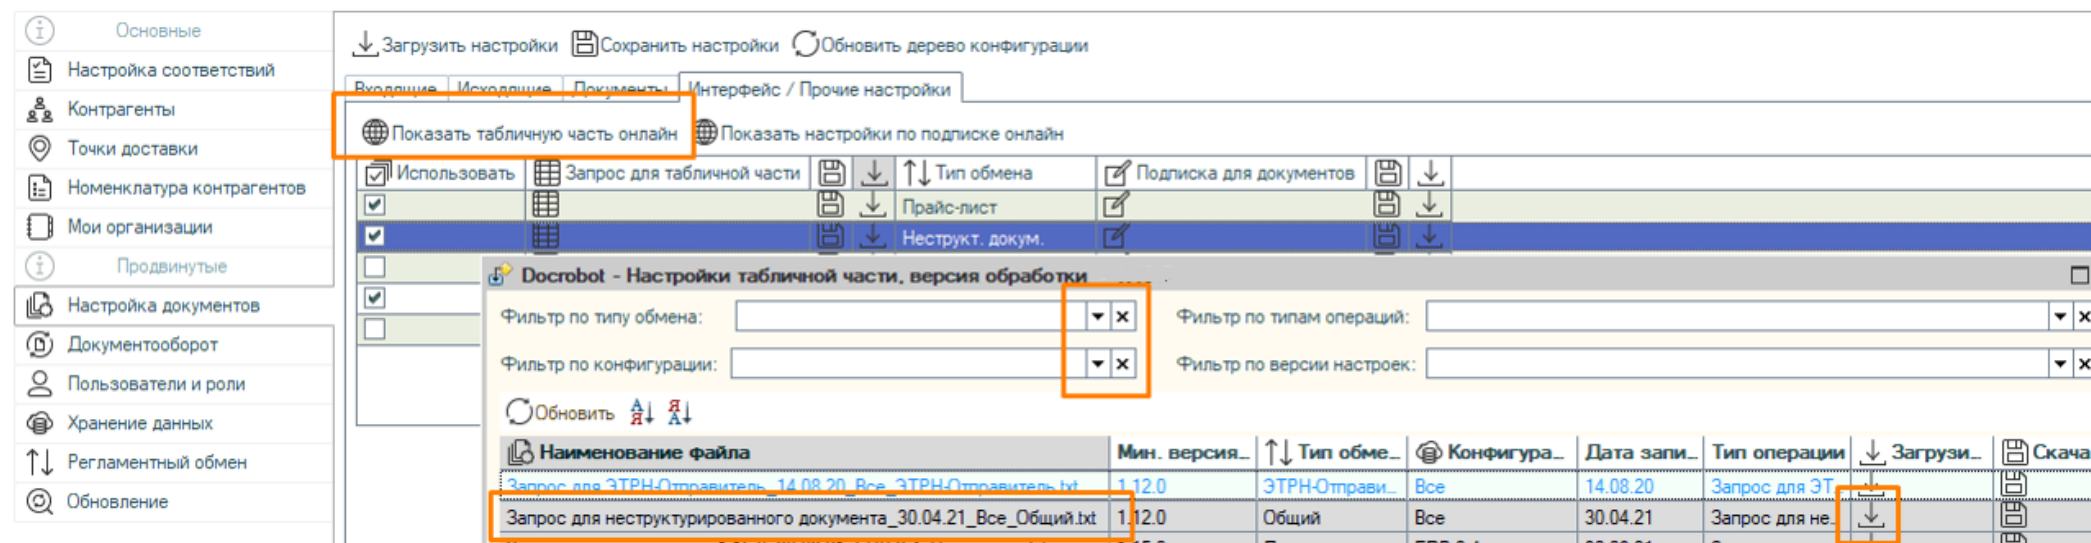 Основные
Настройка соответствий
Контрагенты
Точки доставки
Номенклатура контрагентов
Мои организации
Продвинутые
Настройка документов
Документооборот
Пользователи и роли
Хранение данных
Регламентный обмен
Обновление
Загрузить настройки Сохранить настройки Обновить дерево конфигурации
Входящие Исходящие Документы Интерфейс / Прочие настройки
Показать табличную часть онлайн Показать настройки по подписке онлайн
Использовать Запрос для табличной части Тип обмена Подписка для документов
Прайс-лист
Неструкт. докум.
Docrobot - Настройки табличной части, версия обработки
Фильтр по типу обмена: Фильтр по типам операций:
Фильтр по конфигурации: Фильтр по версии настроек:
Обновить
Наименование файла Мин. версия... Тип обме... Конфигура... Дата запи... Тип операции Загрузи... Скача
Запрос для ЭТРН-Отправитель_14.08.20_Все_ЭТРН-Отправитель.txt 1.12.0 ЭТРН-Отправи... Все 14.08.20 Запрос для ЭТ...
Запрос для неструктурированного документа_30.04.21_Все_Общий.txt 1.12.0 Общий Все 30.04.21 Запрос для не...